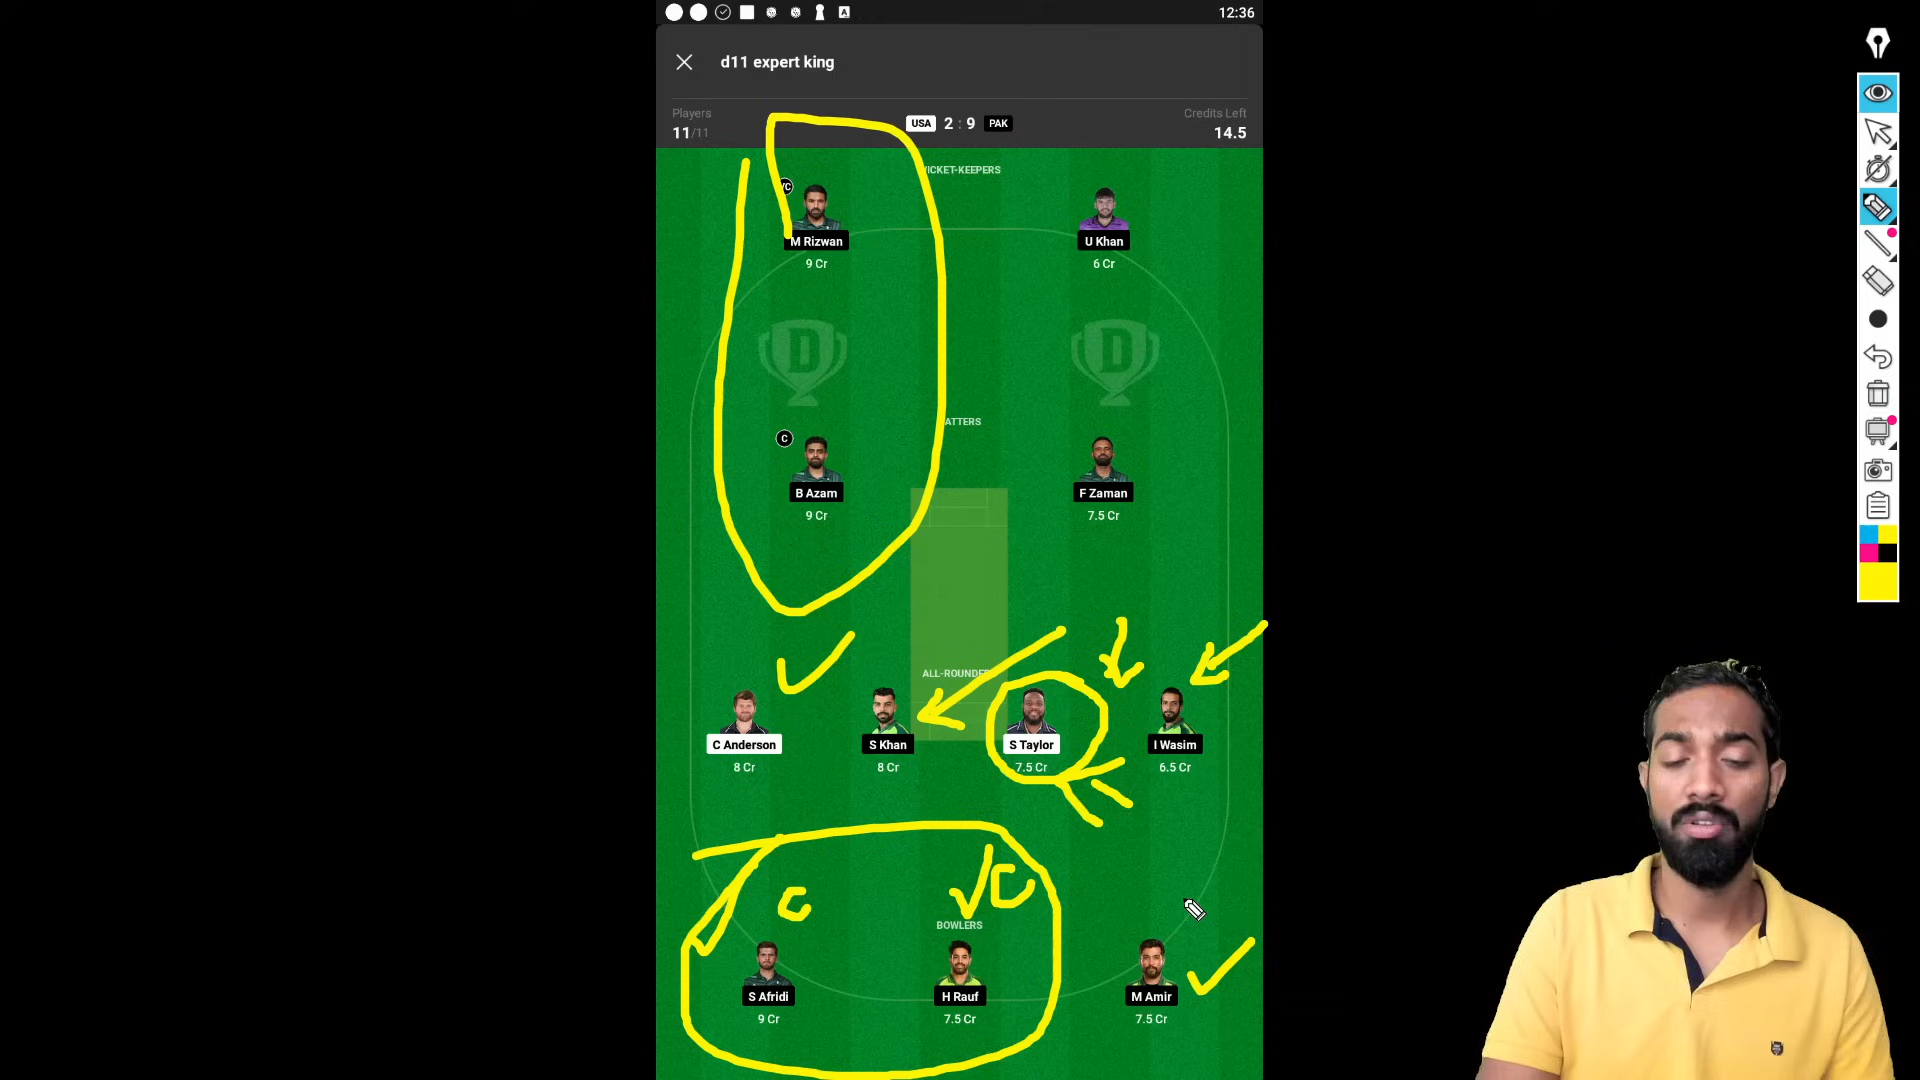 12:36
d11 expert king
Players
11/11
USA 2 : 9 PAK
Credits Left
14.5
ICKET-KEEPERS
VC
M Rizwan
9 Cr
U Khan
6 Cr
D
D
ATTERS
C
B Azam
9 Cr
F Zaman
7.5 Cr
ALL-ROUNDE
C Anderson
8 Cr
S Khan
8 Cr
S Taylor
7.5 Cr
I Wasim
6.5 Cr
C
VC
BOWLERS
S Afridi
9 Cr
H Rauf
7.5 Cr
M Amir
7.5 Cr